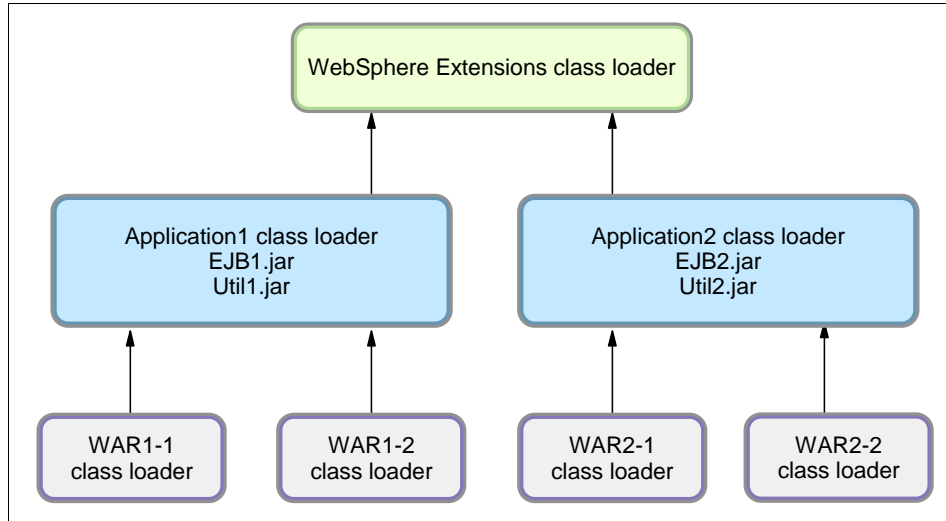 WebSphere Extensions class loader
Application1 class loader
EJB1.jar
Util1.jar
Application2 class loader
EJB2.jar
Util2.jar
WAR1-1
class loader
WAR1-2
class loader
WAR2-1
class loader
WAR2-2
class loader